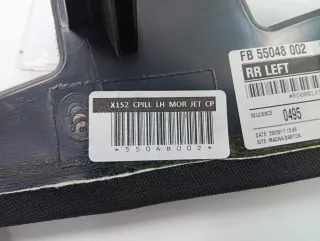 X152 CPILL LH MOR JET CP
*55048002*
FB 55048 002
RR LEFT
SEQUENCE
0495